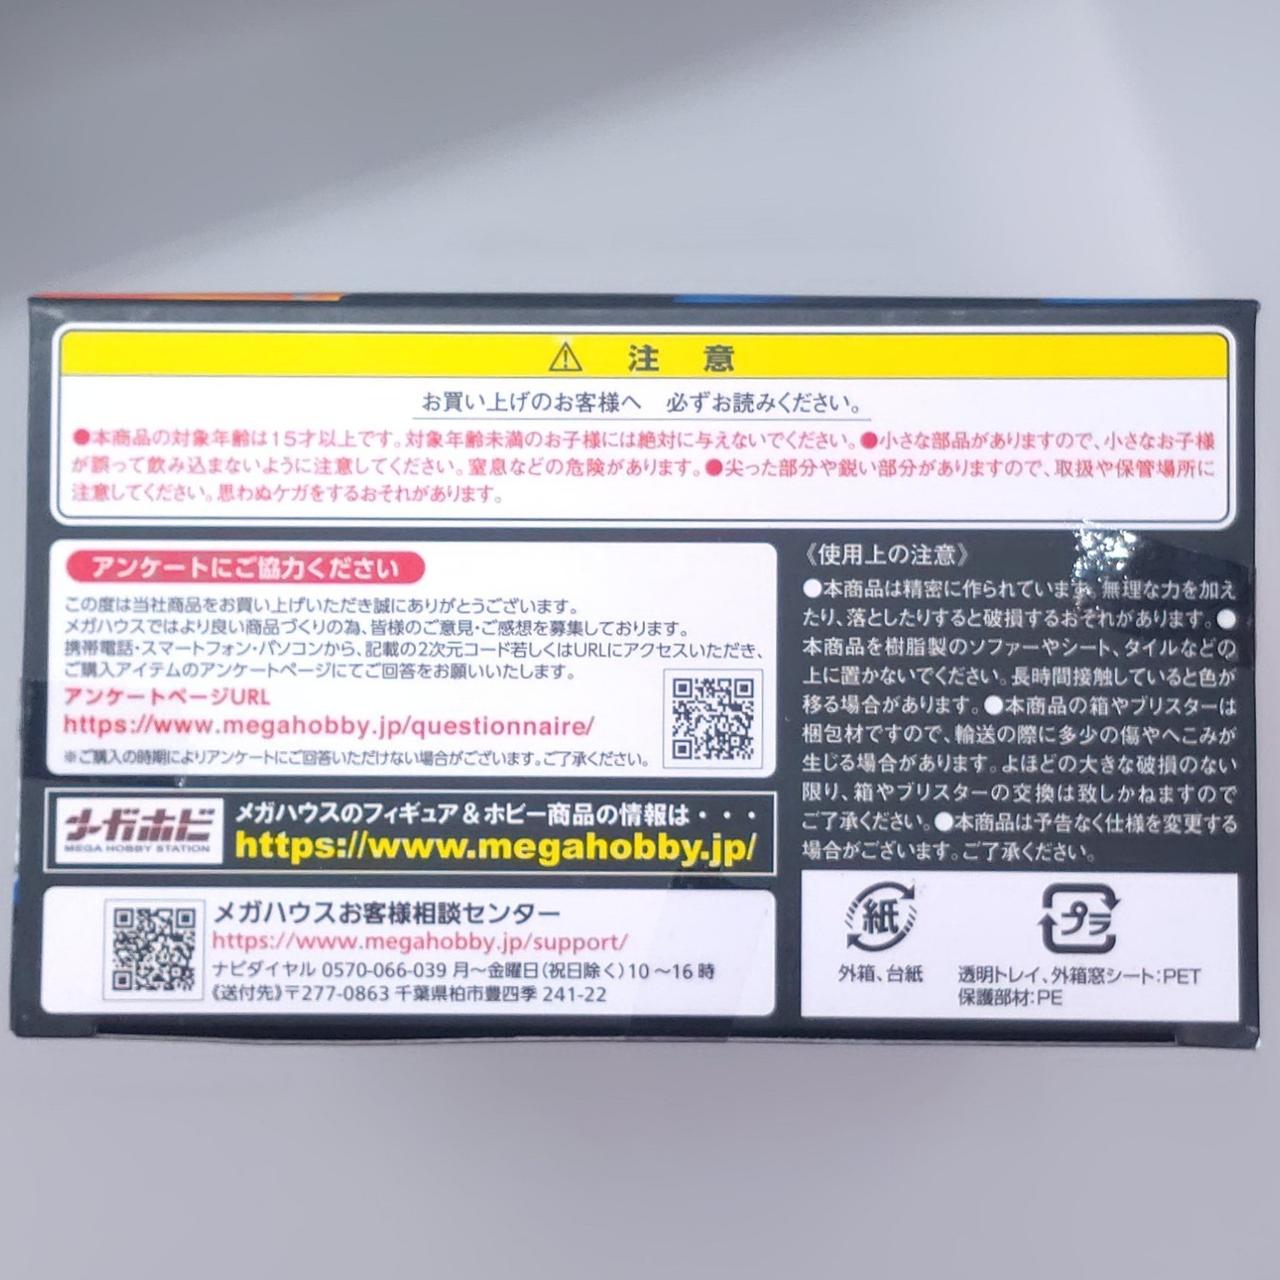 ⚠ 注意
お買い上げのお客様へ 必ずお読みください。
●本商品の対象年齢は15才以上です。対象年齢未満のお子様には絶対に与えないでください。●小さな部品がありますので、小さなお子様
が誤って飲み込まないように注意してください。窒息などの危険があります。●尖った部分や鋭い部分がありますので、取扱や保管場所に
注意してください。思わぬケガをするおそれがあります。
アンケートにご協力ください
この度は当社商品をお買い上げいただき誠にありがとうございます。
メガハウスではより良い商品づくりの為、皆様のご意見・ご感想を募集しております。
携帯電話・スマートフォン・パソコンから、記載の2次元コード若しくはURLにアクセスいただき、
ご購入アイテムのアンケートページにてご回答をお願いいたします。
アンケートページURL
https://www.megahobby.jp/questionnaire/
※ご購入の時期によりアンケートにご回答いただけない場合がございます。ご了承ください。
メガホビ
MEGA HOBBY STATION
メガハウスのフィギュア&ホビー商品の情報は・・・
https://www.megahobby.jp/
メガハウスお客様相談センター
https://www.megahobby.jp/support/
ナビダイヤル 0570-066-039 月～金曜日(祝日除く)10～16時
《送付先》〒277-0863 千葉県柏市豊四季 241-22
《使用上の注意》
●本商品は精密に作られています。無理な力を加え
たり、落としたりすると破損するおそれがあります。●
本商品を樹脂製のソファーやシート、タイルなどの
上に置かないでください。長時間接触していると色が
移る場合があります。●本商品の箱やブリスターは
梱包材ですので、輸送の際に多少の傷やへこみが
生じる場合があります。よほどの大きな破損のない
限り、箱やブリスターの交換は致しかねますので
ご了承ください。●本商品は予告なく仕様を変更する
場合がございます。ご了承ください。
紙
外箱、台紙
プラ
透明トレイ、外箱窓シート:PET
保護部材:PE